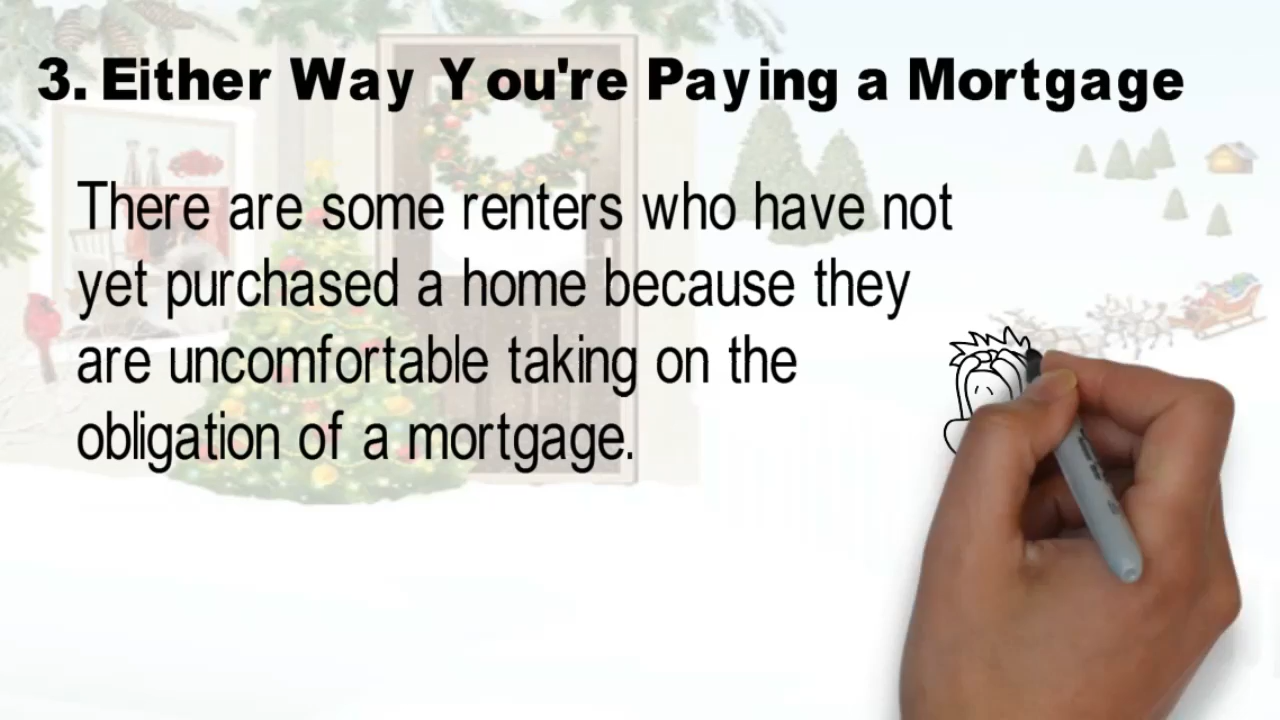 3. Either Way You're Paying a Mortgage
There are some renters who have not
yet purchased a home because they
are uncomfortable taking on the
obligation of a mortgage.